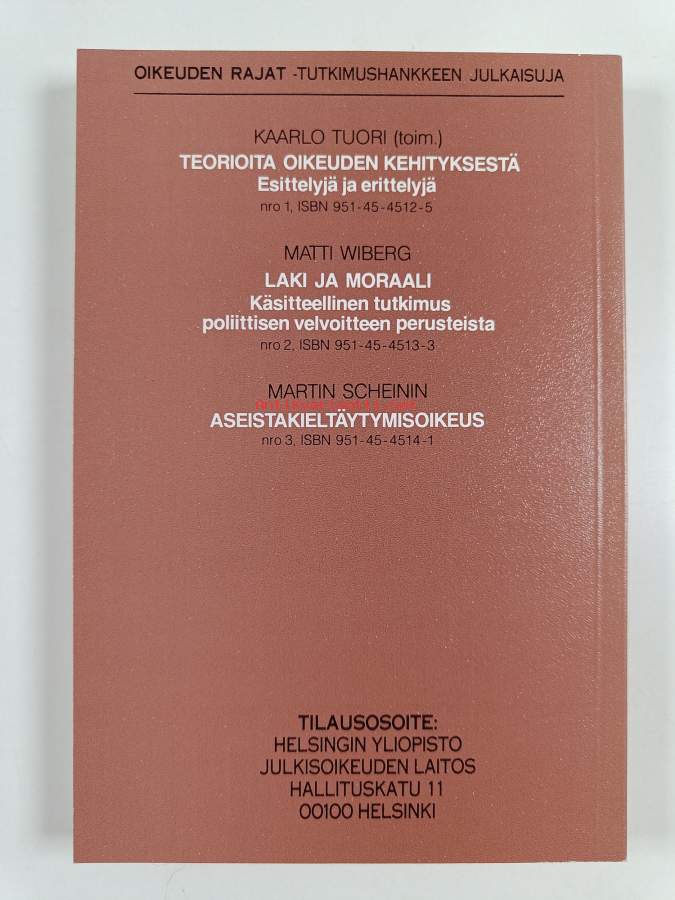 OIKEUDEN RAJAT -TUTKIMUSHANKKEEN JULKAISUJA
KAARLO TUORI (toim.)
TEORIOITA OIKEUDEN KEHITYKSESTÄ
Esittelyjä ja erittelyjä
nro 1, ISBN 951-45-4512-5
MATTI WIBERG
LAKI JA MORAALI
Käsitteellinen tutkimus
poliittisen velvoitteen perusteista
nro 2, ISBN 951-45-4513-3
MARTIN SCHEININ
ASEISTAKIELTÄYTYMISOIKEUS
nro 3, ISBN 951-45-4514-1
TILAUSOSOITE:
HELSINGIN YLIOPISTO
JULKISOIKEUDEN LAITOS
HALLITUSKATU 11
00100 HELSINKI